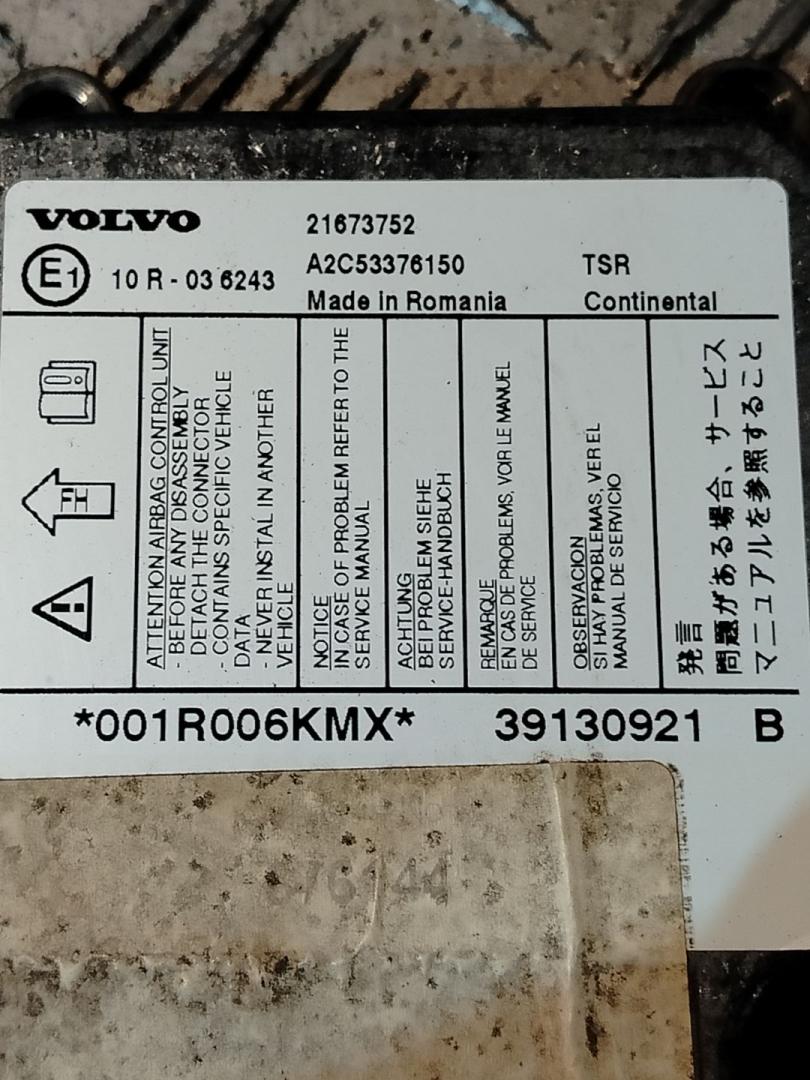 VOLVO
21673752
E1
10 R - 03 6243
A2C53376150
TSR
Made in Romania
Continental
FH
ATTENTION AIRBAG CONTROL UNIT
- BEFORE ANY DISASSEMBLY
DETACH THE CONNECTOR
- CONTAINS SPECIFIC VEHICLE
DATA
- NEVER INSTAL IN ANOTHER
VEHICLE
NOTICE
IN CASE OF PROBLEM REFER TO THE
SERVICE MANUAL
ACHTUNG
BEI PROBLEM SIEHE
SERVICE-HANDBUCH
REMARQUE
EN CAS DE PROBLEMS, VOIR LE MANUEL
DE SERVICE
OBSERVACION
SI HAY PROBLEMAS, VER EL
MANUAL DE SERVICIO
発言
問題がある場合、サービス
マニュアルを参照すること
*001R006KMX*
39130921 B